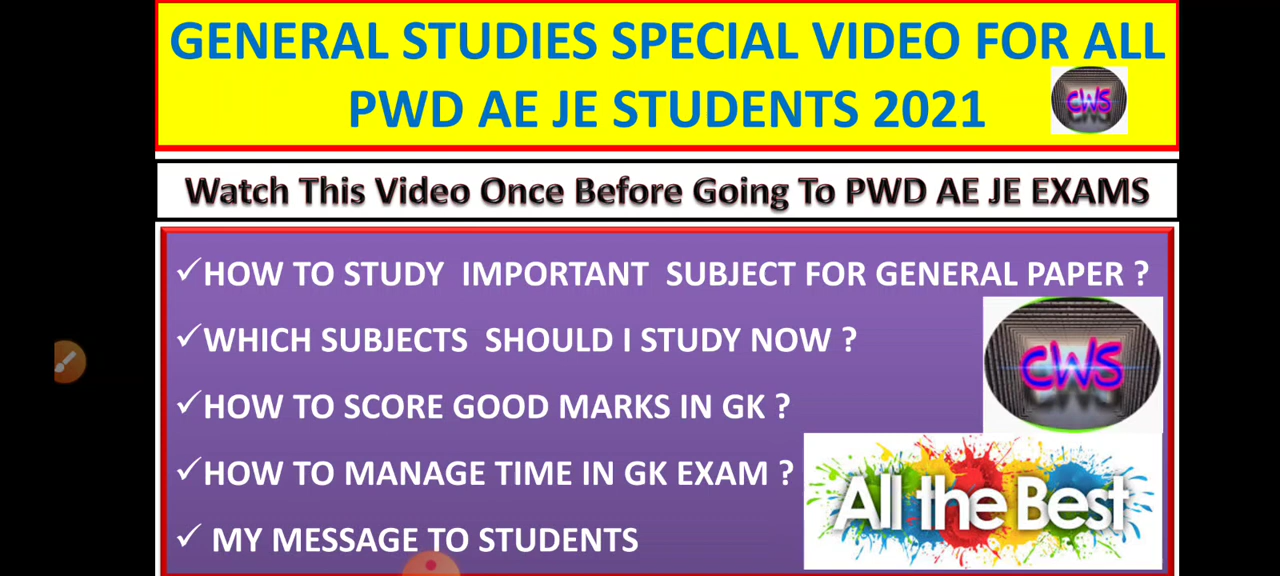 GENERAL STUDIES SPECIAL VIDEO FOR ALL
PWD AE JE STUDENTS 2021
CWS
Watch This Video Once Before Going To PWD AE JE EXAMS
✓HOW TO STUDY IMPORTANT SUBJECT FOR GENERAL PAPER ?
✓WHICH SUBJECTS SHOULD I STUDY NOW ?
CWS
✓HOW TO SCORE GOOD MARKS IN GK ?
✓HOW TO MANAGE TIME IN GK EXAM ?
All the Best
✓ MY MESSAGE TO STUDENTS